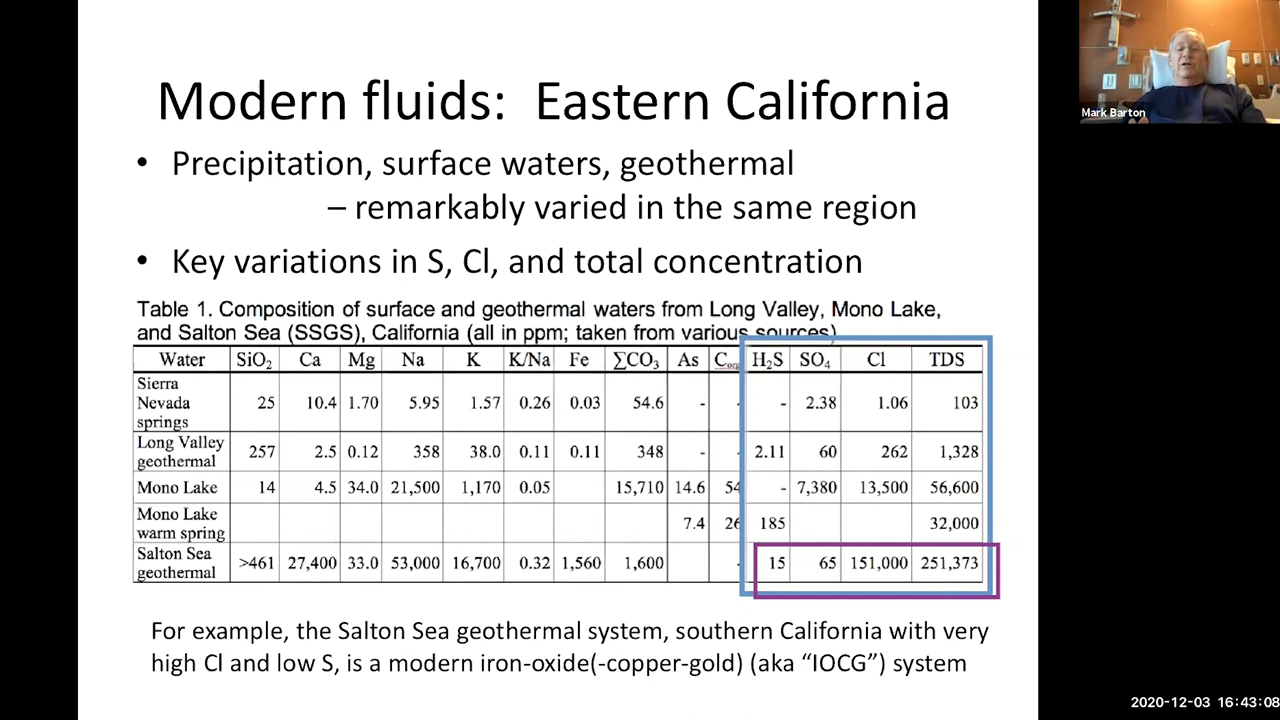 Modern fluids: Eastern California
• Precipitation, surface waters, geothermal
– remarkably varied in the same region
• Key variations in S, Cl, and total concentration
Table 1. Composition of surface and geothermal waters from Long Valley, Mono Lake,
and Salton Sea (SSGS), California (all in ppm; taken from various sources)
Water SiO₂ Ca Mg Na K K/Na Fe ∑CO₃ As H₂S SO₄ Cl TDS
Sierra
Nevada
springs 25 10.4 1.70 5.95 1.57 0.26 0.03 54.6 - - - 2.38 1.06 103
Long Valley
geothermal 257 2.5 0.12 358 38.0 0.11 0.11 348 - - 2.11 60 262 1,328
Mono Lake 14 4.5 34.0 21,500 1,170 0.05 15,710 14.6 54 - 7,380 13,500 56,600
Mono Lake
warm spring 7.4 26 185 32,000
Salton Sea
geothermal >461 27,400 33.0 53,000 16,700 0.32 1,560 1,600 - 15 65 151,000 251,373
For example, the Salton Sea geothermal system, southern California with very
high Cl and low S, is a modern iron-oxide(-copper-gold) (aka “IOCG”) system
Mark Barton
2020-12-03 16:43:08